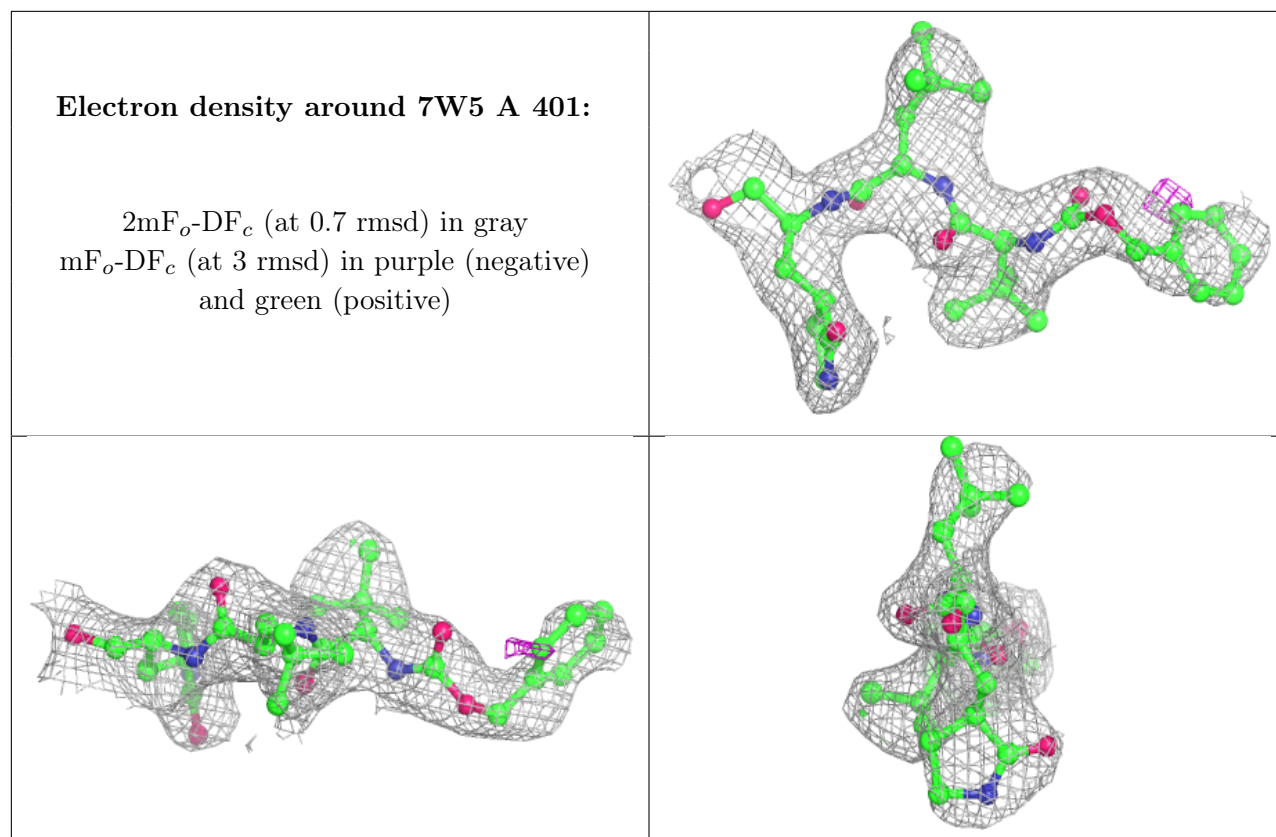 Electron density around 7W5 A 401:
2mFo-DFc (at 0.7 rmsd) in gray
mFo-DFc (at 3 rmsd) in purple (negative)
and green (positive)